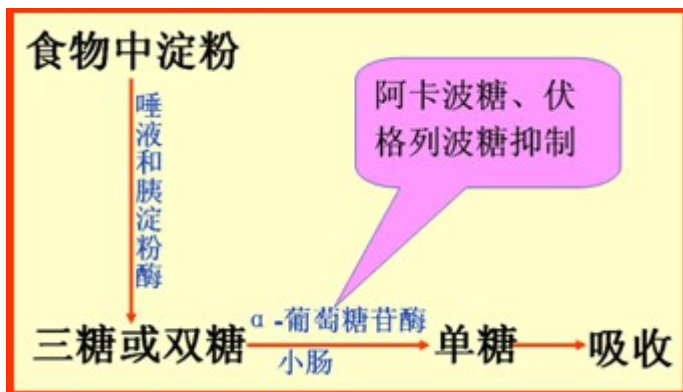 食物中淀粉
唾液和胰淀粉酶
阿卡波糖、伏
格列波糖抑制
三糖或双糖
α-葡萄糖苷酶
小肠
单糖
吸收